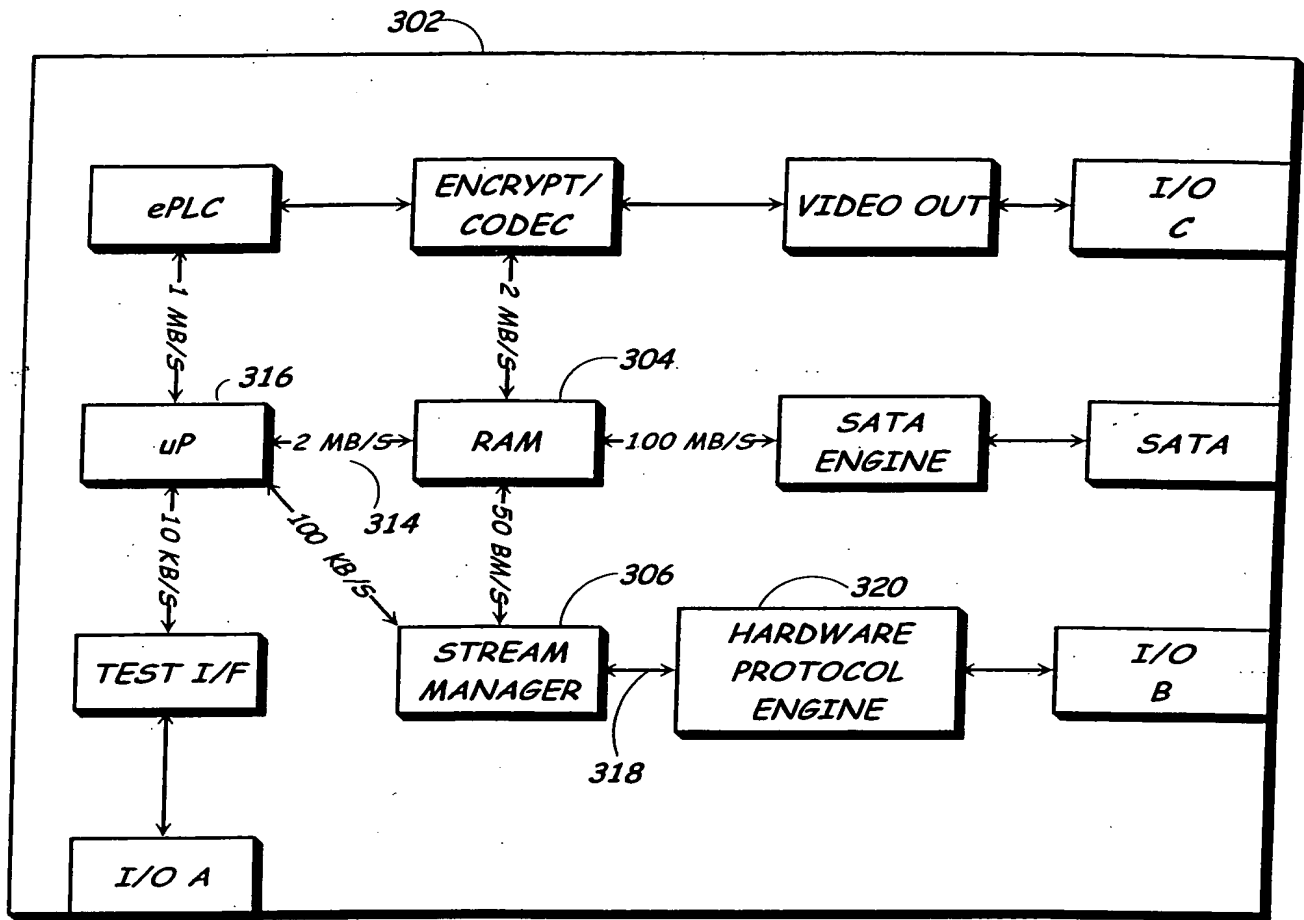 302
ePLC
ENCRYPT/
CODEC
VIDEO OUT
I/O
C
1 MB/S
2 MB/S
316
304
uP
2 MB/S
RAM
100 MB/S
SATA
ENGINE
SATA
314
10 KB/S
100 KB/S
50 BM/S
306
320
TEST I/F
STREAM
MANAGER
HARDWARE
PROTOCOL
ENGINE
I/O
B
318
I/O A